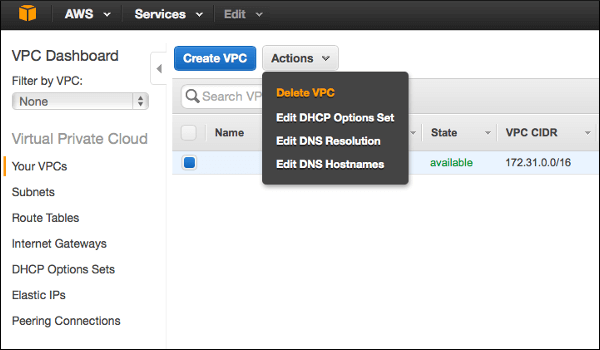 AWS Services Edit
VPC Dashboard
Filter by VPC:
None
Virtual Private Cloud
Your VPCs
Subnets
Route Tables
Internet Gateways
DHCP Options Sets
Elastic IPs
Peering Connections
Create VPC Actions
Search VP
Delete VPC
Edit DHCP Options Set
Edit DNS Resolution
Edit DNS Hostnames
Name State VPC CIDR
available 172.31.0.0/16